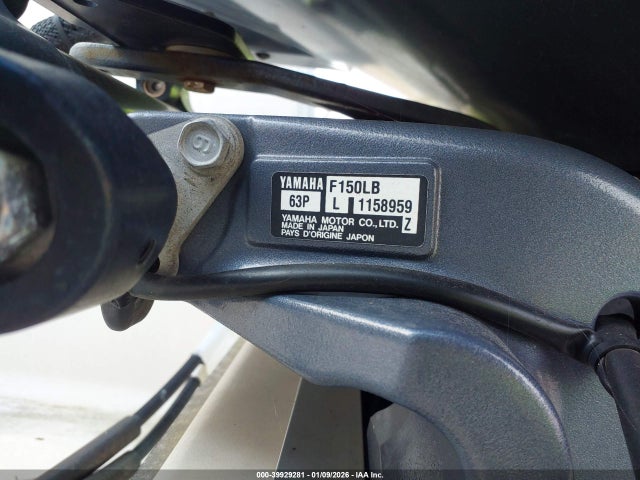 6
YAMAHA F150LB
63P L 1158959
YAMAHA MOTOR CO.,LTD. Z
MADE IN JAPAN
PAYS D'ORIGINE JAPON
000-39929281 - 01/09/2026 - IAA Inc.